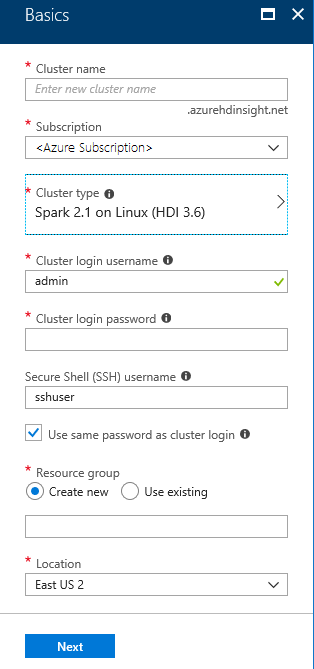 Basics
* Cluster name
Enter new cluster name
.azurehdinsight.net
* Subscription
<Azure Subscription>
* Cluster type
Spark 2.1 on Linux (HDI 3.6)
* Cluster login username
admin
* Cluster login password
Secure Shell (SSH) username
sshuser
Use same password as cluster login
* Resource group
Create new Use existing
* Location
East US 2
Next